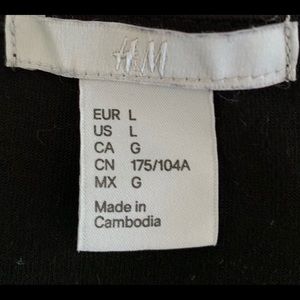 H&M
EUR L
US L
CA G
CN 175/104A
MX G
Made in
Cambodia